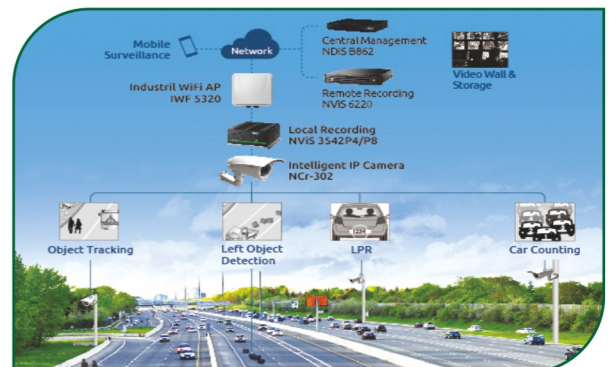 Mobile
Surveillance
Network
Central Management
NDiS B862
Remote Recording
NViS 6220
Video Wall &
Storage
Industril WiFi AP
IWF 5320
Local Recording
NViS 3542P4/P8
Intelligent IP Camera
NCr-302
1234
Object Tracking
Left Object
Detection
LPR
Car Counting